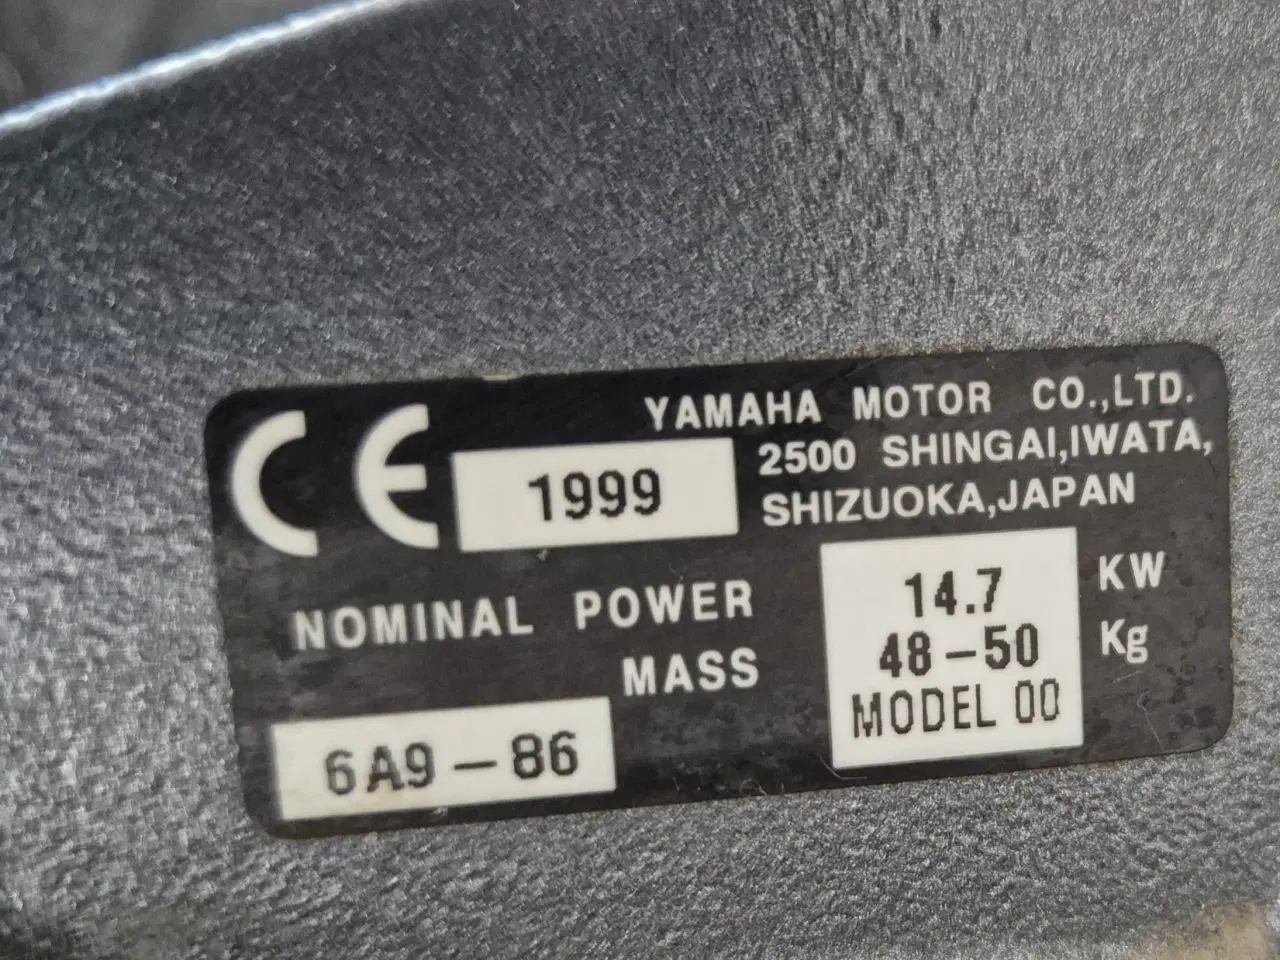 CE 1999
YAMAHA MOTOR CO.,LTD.
2500 SHINGAI,IWATA,
SHIZUOKA,JAPAN
NOMINAL POWER 14.7 KW
MASS 48-50 Kg
MODEL 00
6A9-86